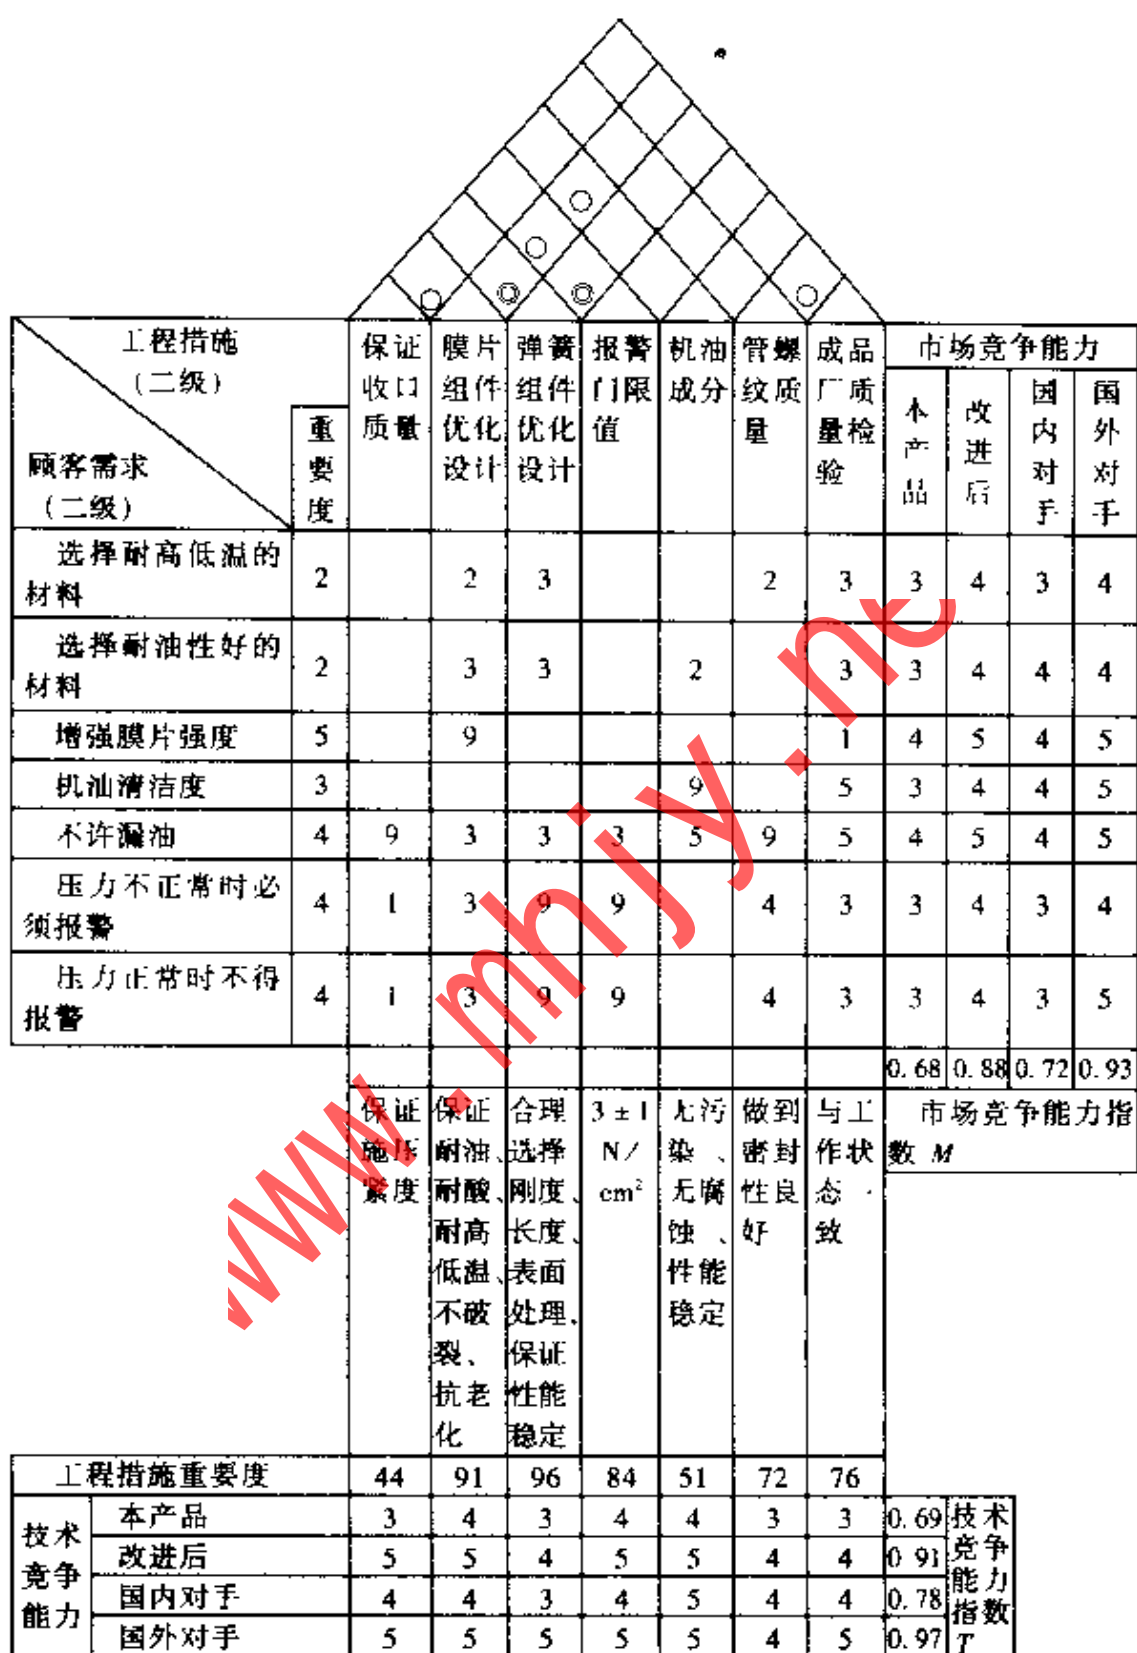 工程措施
(二级)
重要度
顾客需求
(二级)
保证收口质量
膜片组件优化设计
弹簧组件优化设计
报警门限值
机油成分
管螺纹质量
成品厂质量检验
市场竞争能力
本产品
改进后
国内对手
国外对手
选择耐高低温的材料 2 2 3 2 3 3 4 3 4
选择耐油性好的材料 2 3 3 2 3 3 4 4 4
增强膜片强度 5 9 1 4 5 4 5
机油清洁度 3 9 5 3 4 4 5
不许漏油 4 9 3 3 3 5 9 5 4 5 4 5
压力不正常时必须报警 4 1 3 9 9 4 3 3 4 3 4
压力正常时不得报警 4 1 3 9 9 4 3 3 4 3 5
0.68 0.88 0.72 0.93
保证施压紧度
保证耐油、耐酸、耐高低温、不破裂、抗老化
合理选择刚度、长度、表面处理、保证性能稳定
3±1 N/cm²
无污染、无腐蚀、性能稳定
做到密封性良好
与工作状态一致
市场竞争能力指数 M
工程措施重要度 44 91 96 84 51 72 76
技术竞争能力
本产品 3 4 3 4 4 3 3 0.69
改进后 5 5 4 5 5 4 4 0 91
国内对手 4 4 3 4 5 4 4 0.78
国外对手 5 5 5 5 5 4 5 0.97
技术竞争能力指数 T
www.mhjy.ne